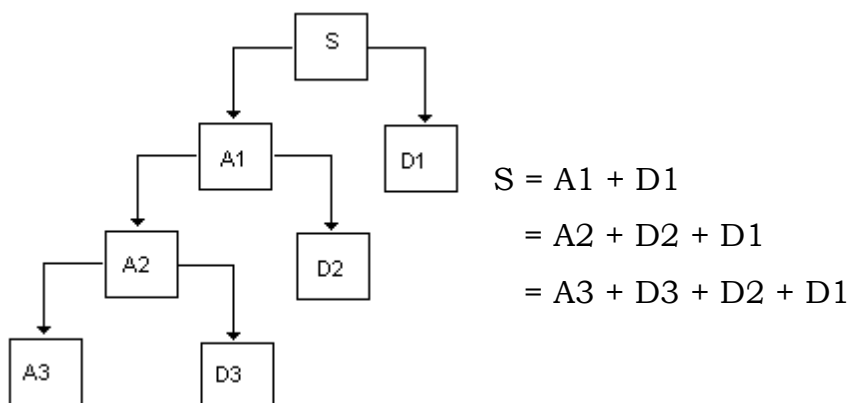 S
A1
D1
S = A1 + D1
= A2 + D2 + D1
A2
D2
= A3 + D3 + D2 + D1
A3
D3